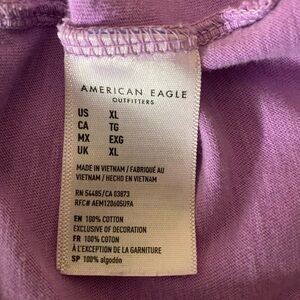 AMERICAN EAGLE
OUTFITTERS
US XL
CA TG
MX EXG
UK XL
MADE IN VIETNAM / FABRIQUÉ AU
VIETNAM / HECHO EN VIETNAM
RN 54485/CA 03873
RFC# AEM120605U9A
EN 100% COTTON
EXCLUSIVE OF DECORATION
FR 100% COTON
À L'EXCEPTION DE LA GARNITURE
SP 100% algodón